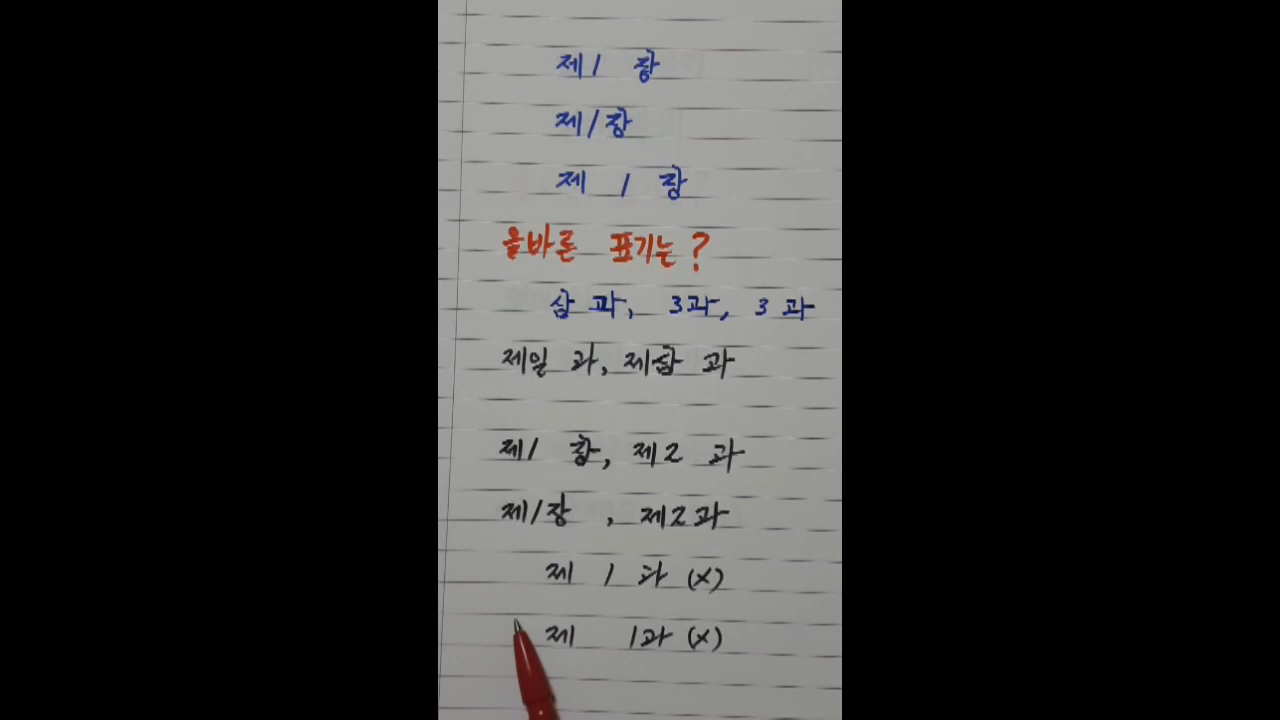 제1 장
제1장
제 1 장
올바른 표기는?
삼 과, 3과, 3 과
제일 과, 제삼 과
제1 장, 제2 과
제1장 , 제2과
제 1 과 (X)
제 1과 (X)